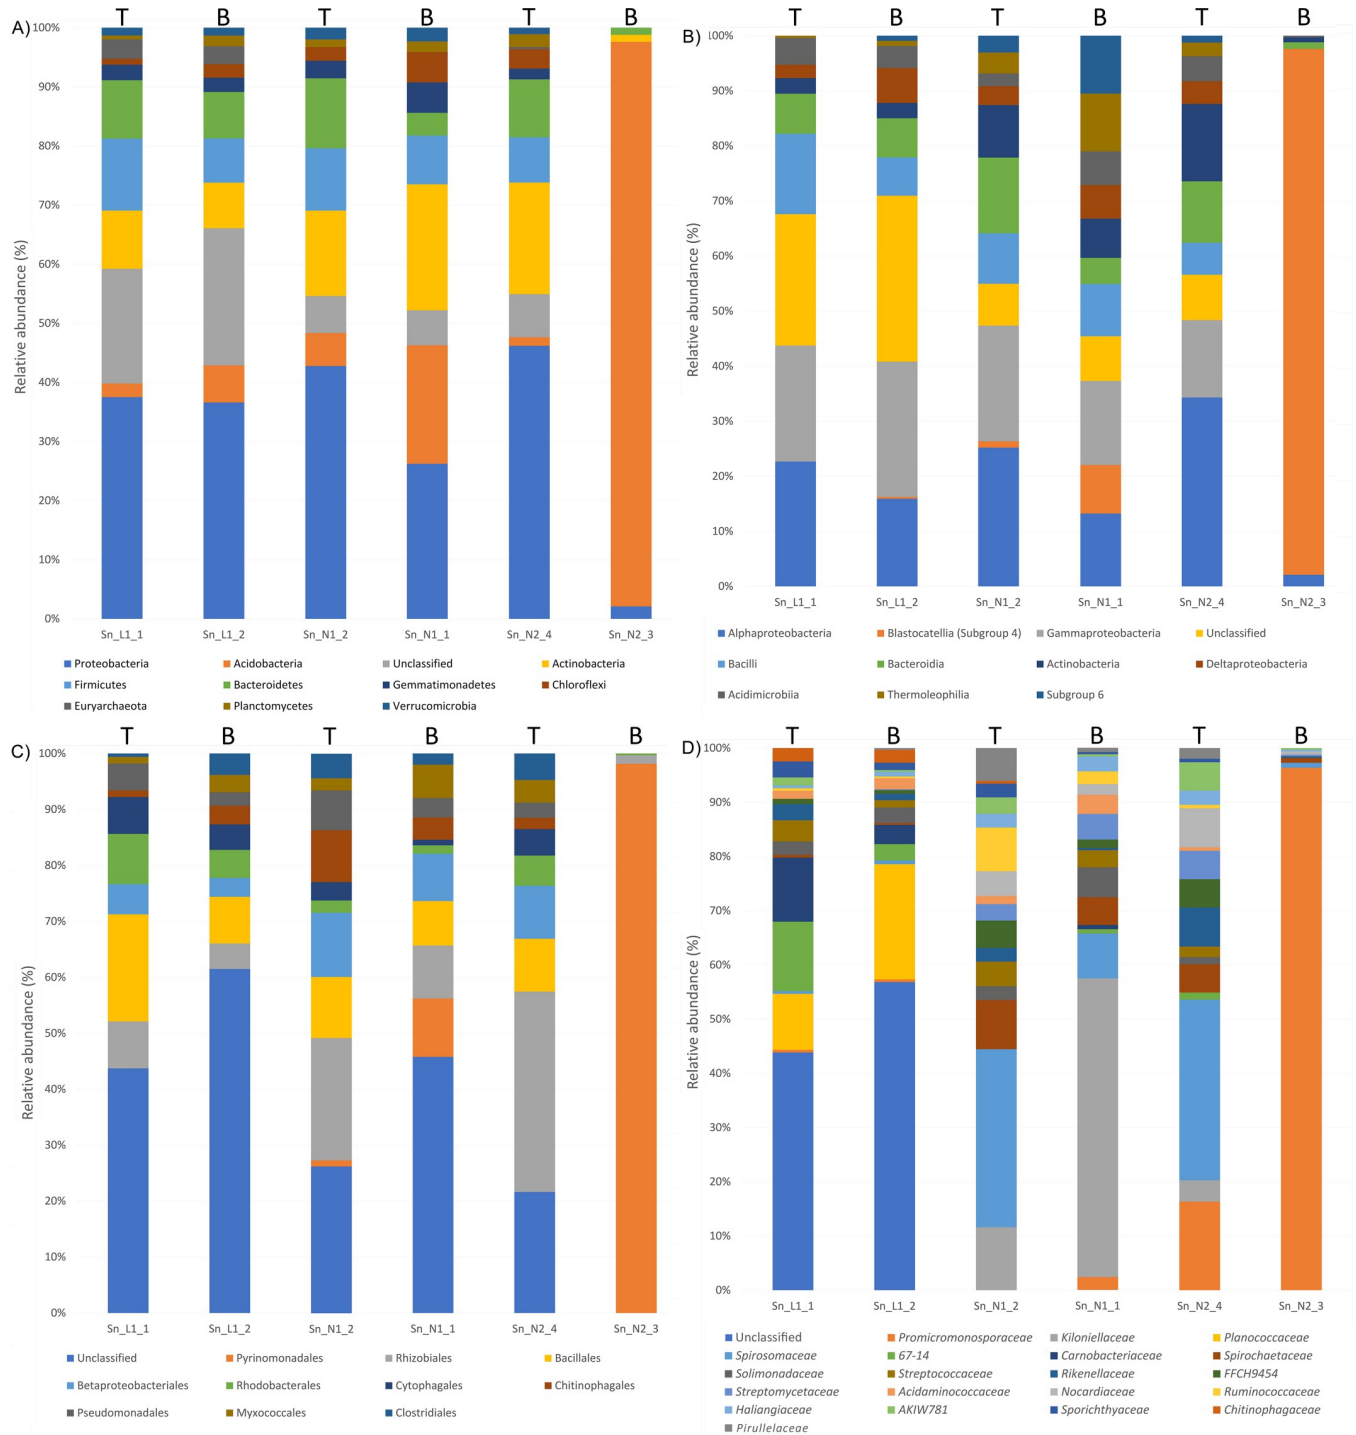 A)
T B T B T B
Relative abundance (%)
100%
90%
80%
70%
60%
50%
40%
30%
20%
10%
0%
Sn_L1_1 Sn_L1_2 Sn_N1_2 Sn_N1_1 Sn_N2_4 Sn_N2_3
Proteobacteria Acidobacteria Unclassified Actinobacteria
Firmicutes Bacteroidetes Gemmatimonadetes Chloroflexi
Euryarchaeota Planctomycetes Verrucomicrobia
B)
T B T B T B
Relative abundance (%)
100%
90%
80%
70%
60%
50%
40%
30%
20%
10%
0%
Sn_L1_1 Sn_L1_2 Sn_N1_2 Sn_N1_1 Sn_N2_4 Sn_N2_3
Alphaproteobacteria Blastocatellia (Subgroup 4) Gammaproteobacteria Unclassified
Bacilli Bacteroidia Actinobacteria Deltaproteobacteria
Acidimicrobiia Thermoleophilia Subgroup 6
C)
T B T B T B
Relative abundance (%)
100%
90%
80%
70%
60%
50%
40%
30%
20%
10%
0%
Sn_L1_1 Sn_L1_2 Sn_N1_2 Sn_N1_1 Sn_N2_4 Sn_N2_3
Unclassified Pyrinomonadales Rhizobiales Bacillales
Betaproteobacteriales Rhodobacterales Cytophagales Chitinophagales
Pseudomonadales Myxococcales Clostridiales
D)
T B T B T B
Relative abundance (%)
100%
90%
80%
70%
60%
50%
40%
30%
20%
10%
0%
Sn_L1_1 Sn_L1_2 Sn_N1_2 Sn_N1_1 Sn_N2_4 Sn_N2_3
Unclassified Promicromonosporaceae Kiloniellaceae Planococcaceae
Spirosomaceae 67-14 Carnobacteriaceae Spirochaetaceae
Solimonadaceae Streptococcaceae Rikenellaceae FFCH9454
Streptomycetaceae Acidaminococcaceae Nocardiaceae Ruminococcaceae
Haliangiaceae AKIW781 Sporichthyaceae Chitinophagaceae
Pirullelaceae